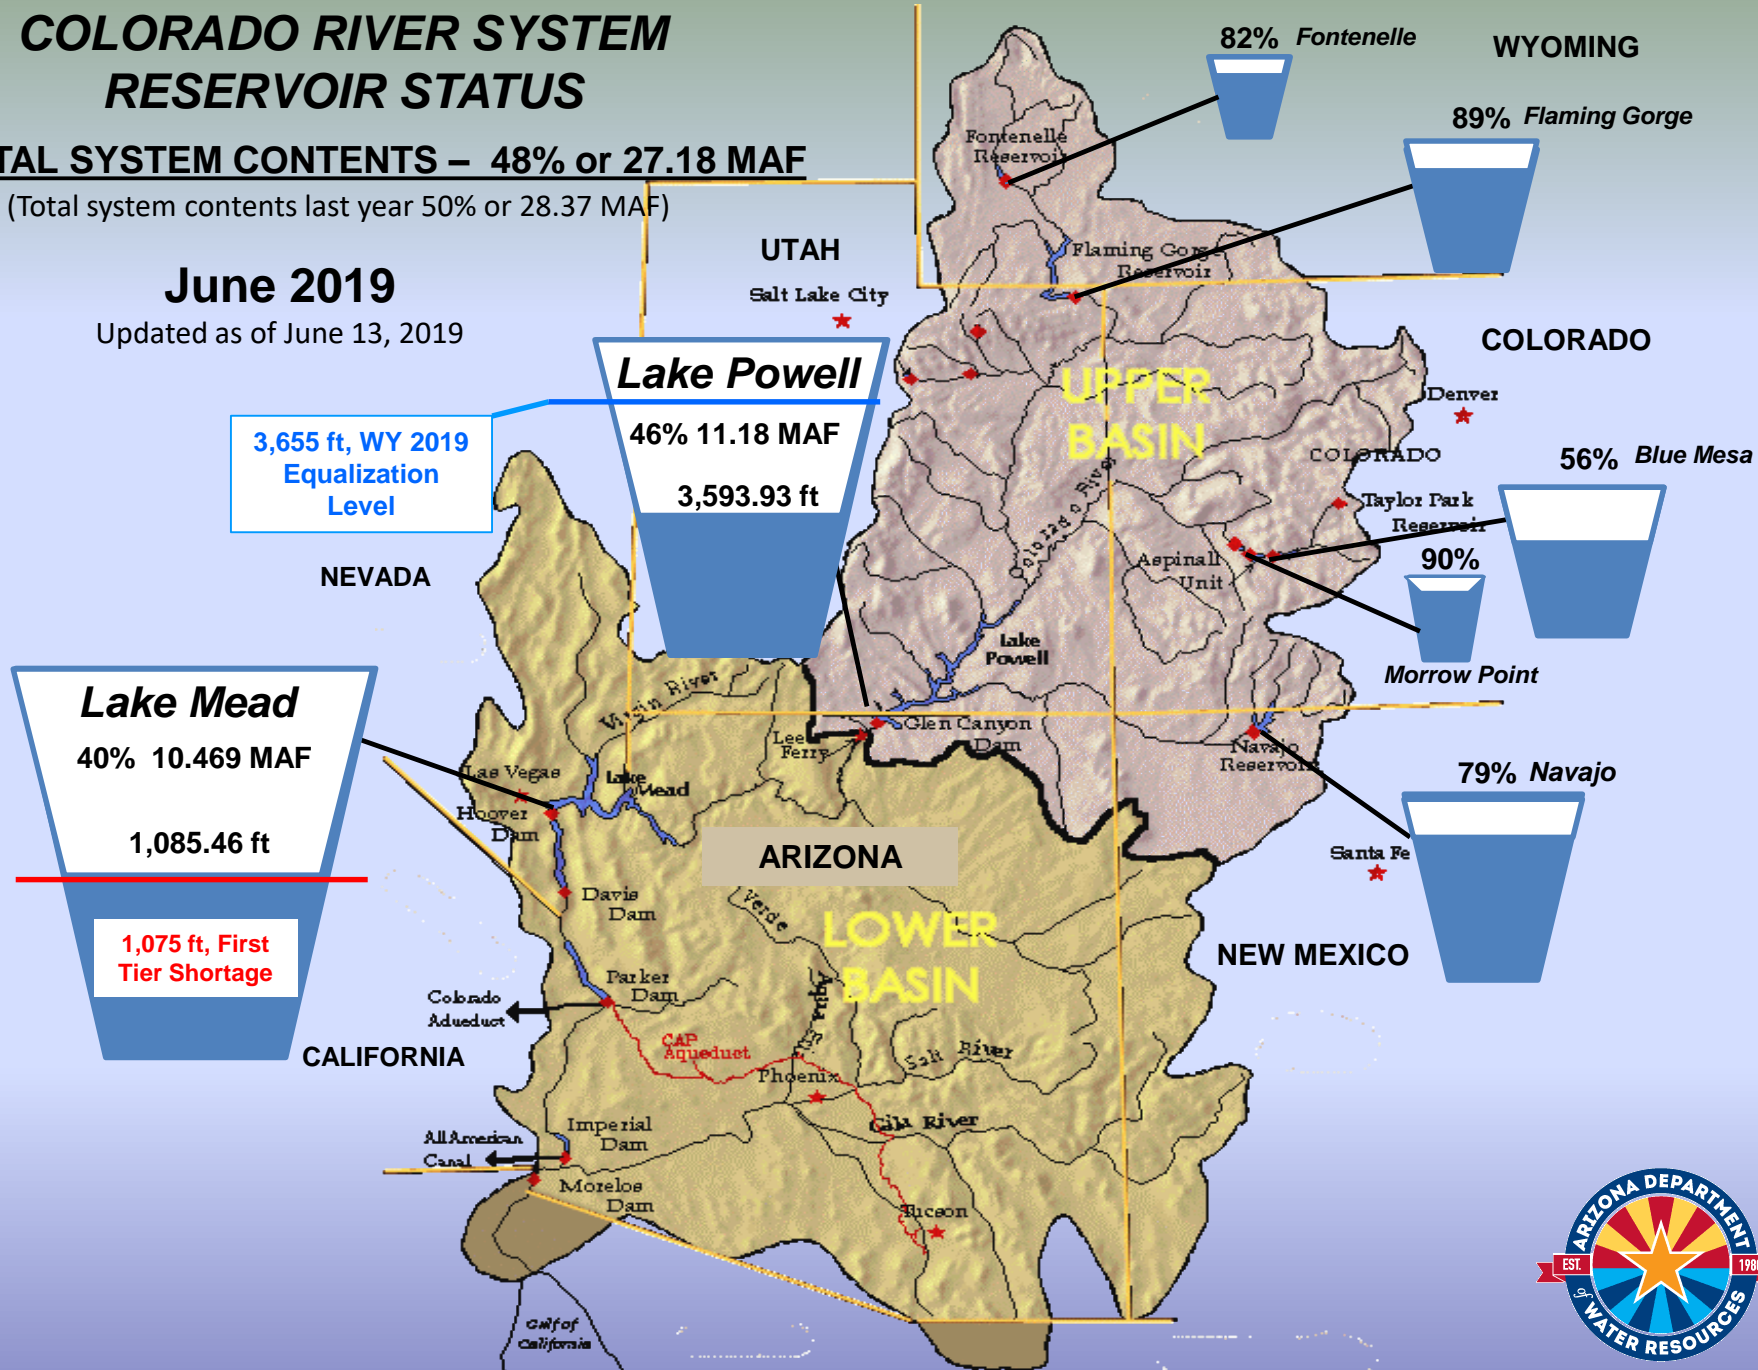 COLORADO RIVER SYSTEM
RESERVOIR STATUS
TAL SYSTEM CONTENTS – 48% or 27.18 MAF
(Total system contents last year 50% or 28.37 MAF)
June 2019
Updated as of June 13, 2019
82% Fontenelle
WYOMING
89% Flaming Gorge
Fontenelle
Reservoir
UTAH
Salt Lake City
Flaming Gorge
Reservoir
COLORADO
Lake Powell
46% 11.18 MAF
3,593.93 ft
3,655 ft, WY 2019
Equalization
Level
UPPER
BASIN
Denver
COLORADO
56% Blue Mesa
Taylor Park
Reservoir
90%
Morrow Point
Aspinall
Unit
Colorado River
NEVADA
Lake
Powell
Glen Canyon
Dam
Lee
Ferry
Virgin River
Navajo
Reservoir
79% Navajo
Lake Mead
40% 10.469 MAF
1,085.46 ft
1,075 ft, First
Tier Shortage
Las Vegas
Lake
Mead
Hoover
Dam
ARIZONA
Santa Fe
Davis
Dam
Verde
LOWER
BASIN
NEW MEXICO
Parker
Dam
Colorado
Adueduct
Agua Fria
CALIFORNIA
CAP
Aqueduct
Salt River
Phoenix
Gila River
Imperial
Dam
All American
Canal
Morelos
Dam
Tucson
Gulf of
California
ARIZONA DEPARTMENT
of WATER RESOURCES
EST.
198